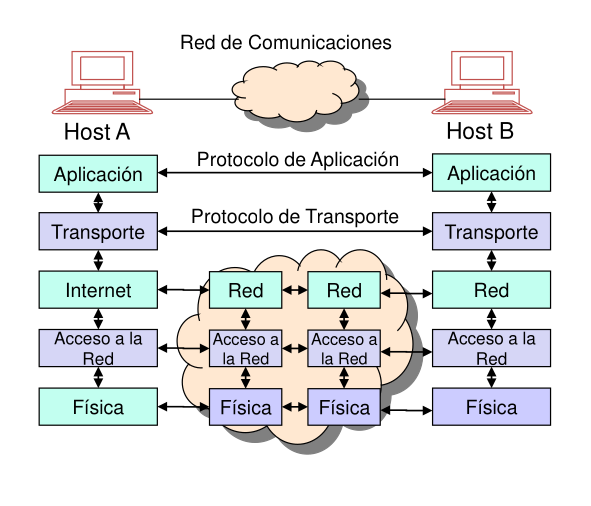 Red de Comunicaciones
Host A
Host B
Aplicación
Protocolo de Aplicación
Aplicación
Transporte
Protocolo de Transporte
Transporte
Internet
Red
Red
Red
Acceso a la
Red
Acceso a
la Red
Acceso a
la Red
Acceso a la
Red
Física
Física
Física
Física